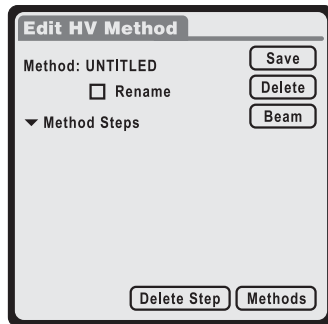 Edit HV Method
Method: UNTITLED
Save
Rename
Delete
Method Steps
Beam
Delete Step
Methods